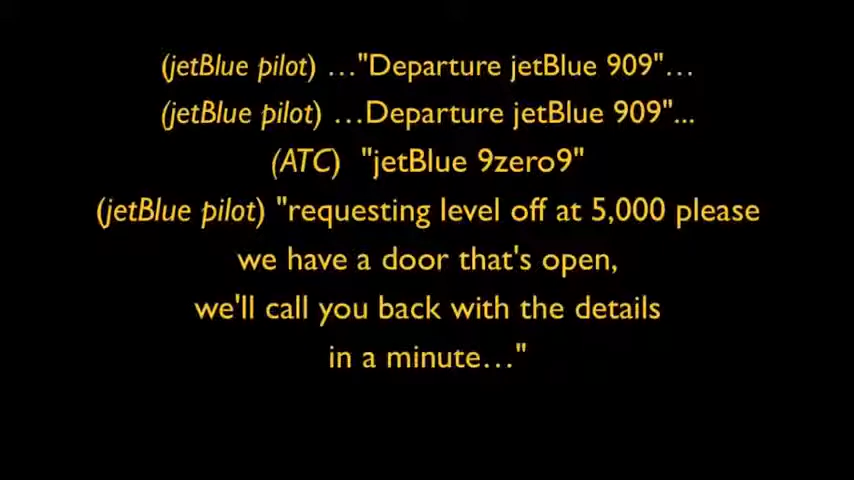 (jetBlue pilot) ..."Departure jetBlue 909"...
(jetBlue pilot) ...Departure jetBlue 909"...
(ATC) "jetBlue 9zero9"
(jetBlue pilot) "requesting level off at 5,000 please
we have a door that's open,
we'll call you back with the details
in a minute..."